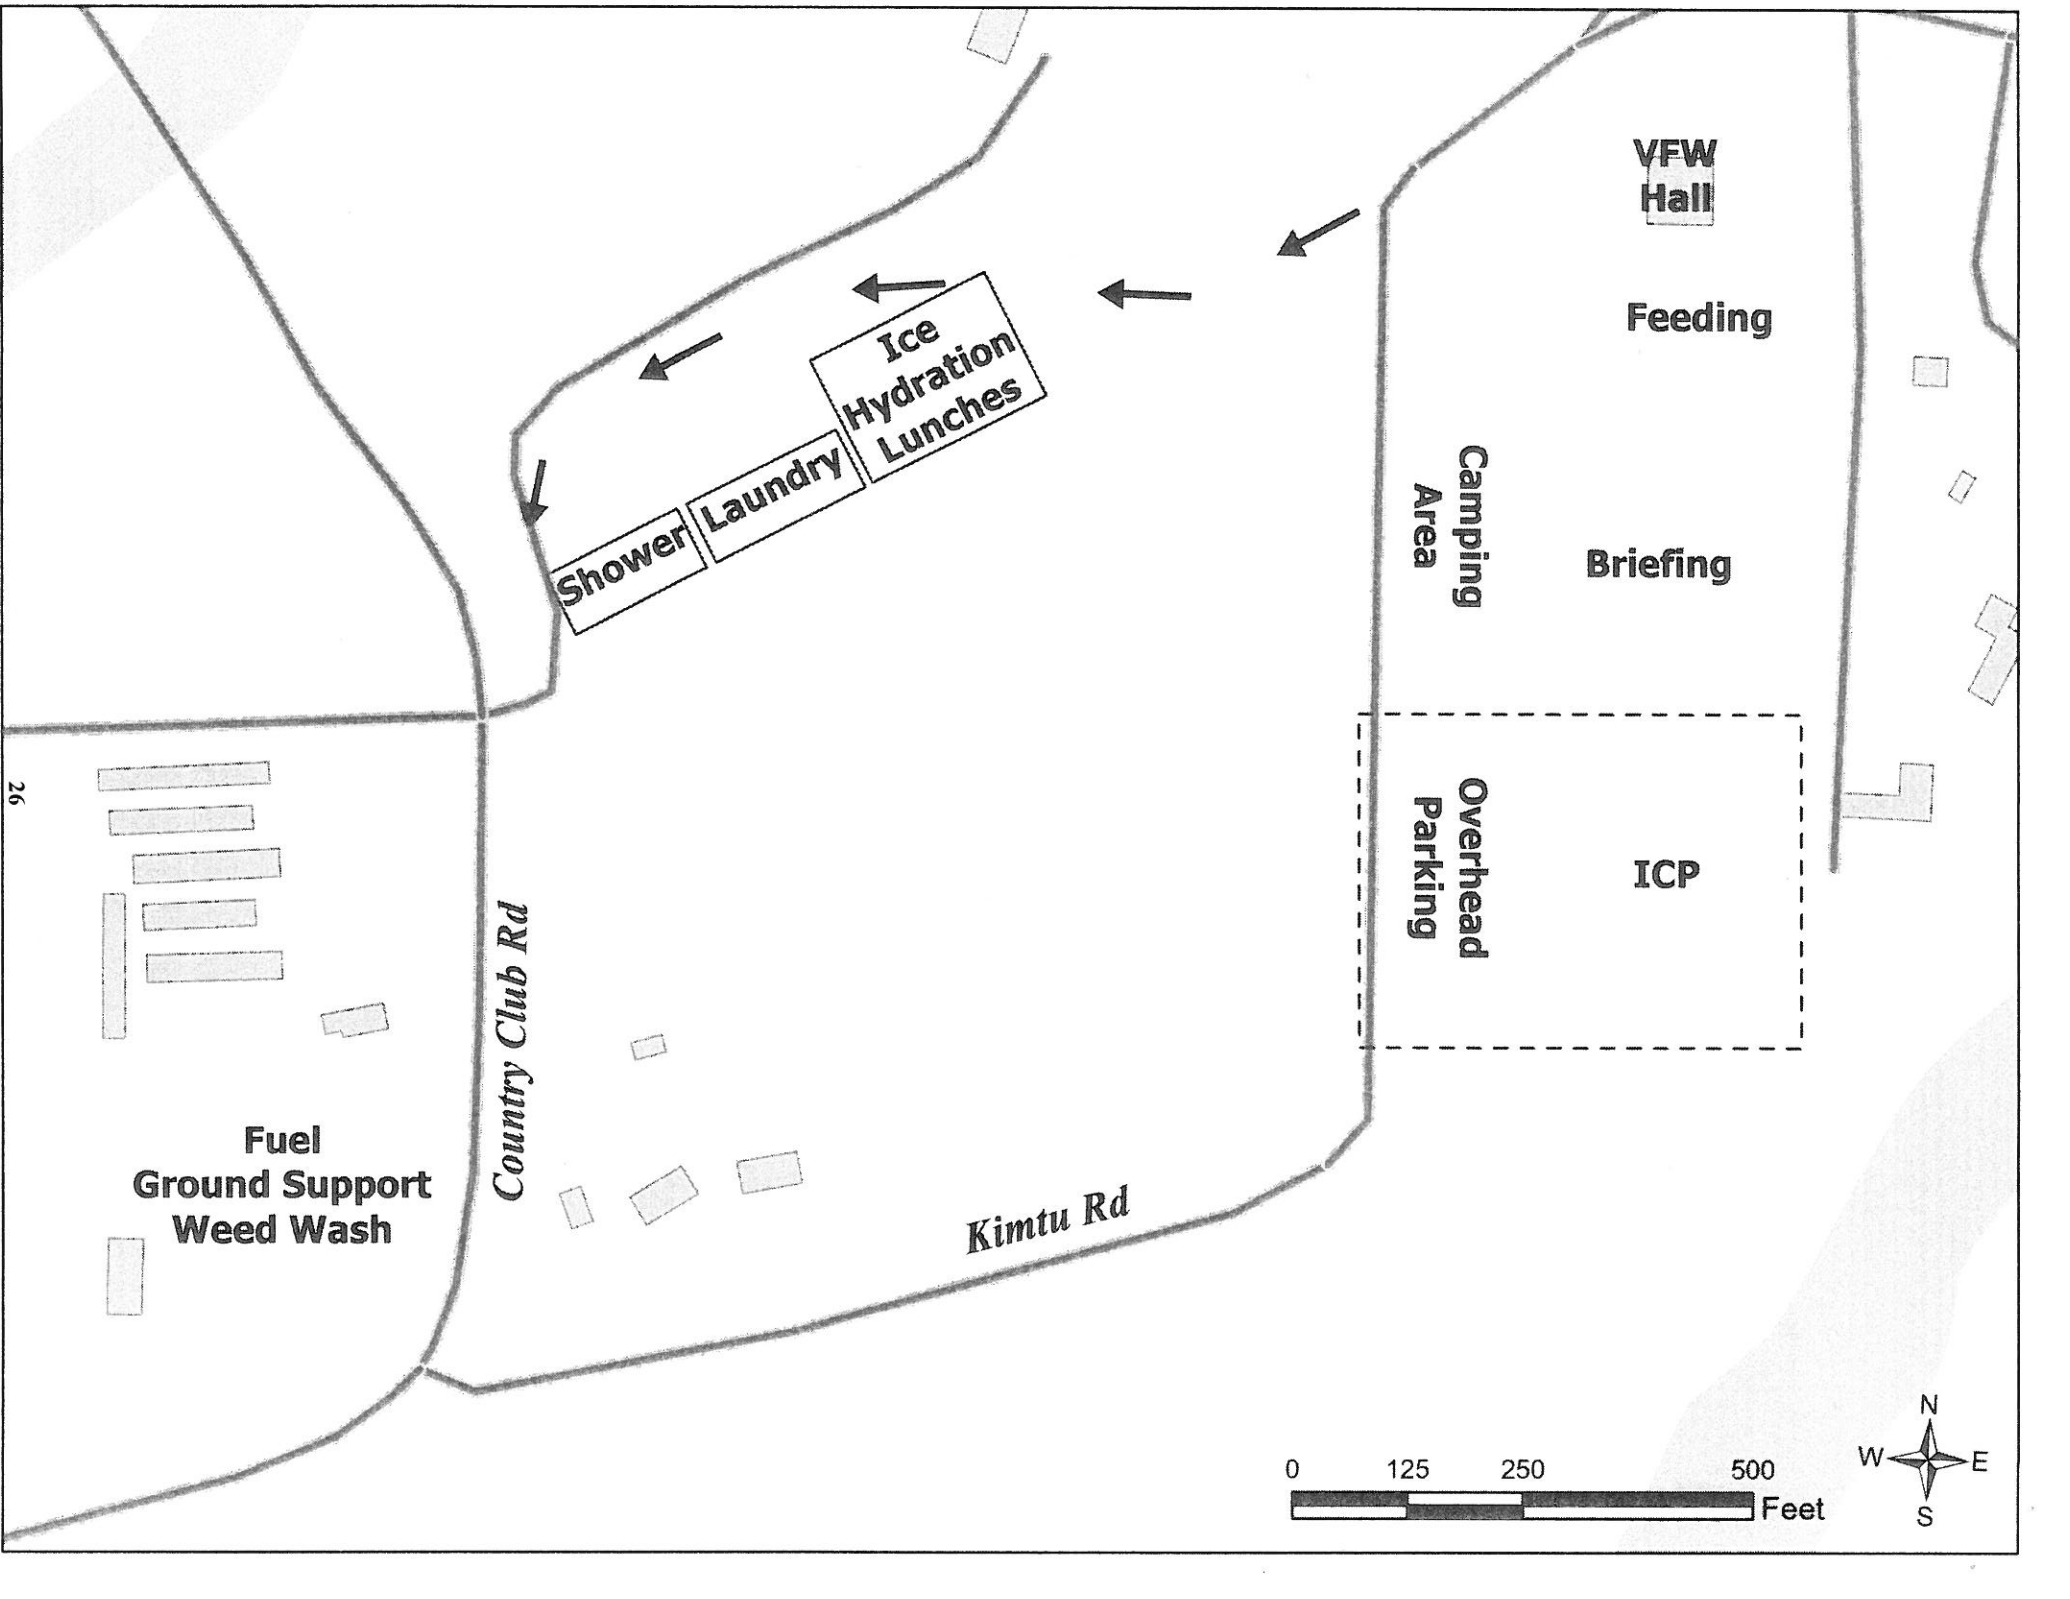 VFW
Hall
Feeding
Ice
Hydration
Lunches
Laundry
Shower
Camping
Area
Briefing
Overhead
Parking
ICP
26
Country Club Rd
Fuel
Ground Support
Weed Wash
Kimtu Rd
0 125 250 500
Feet
N
W E
S